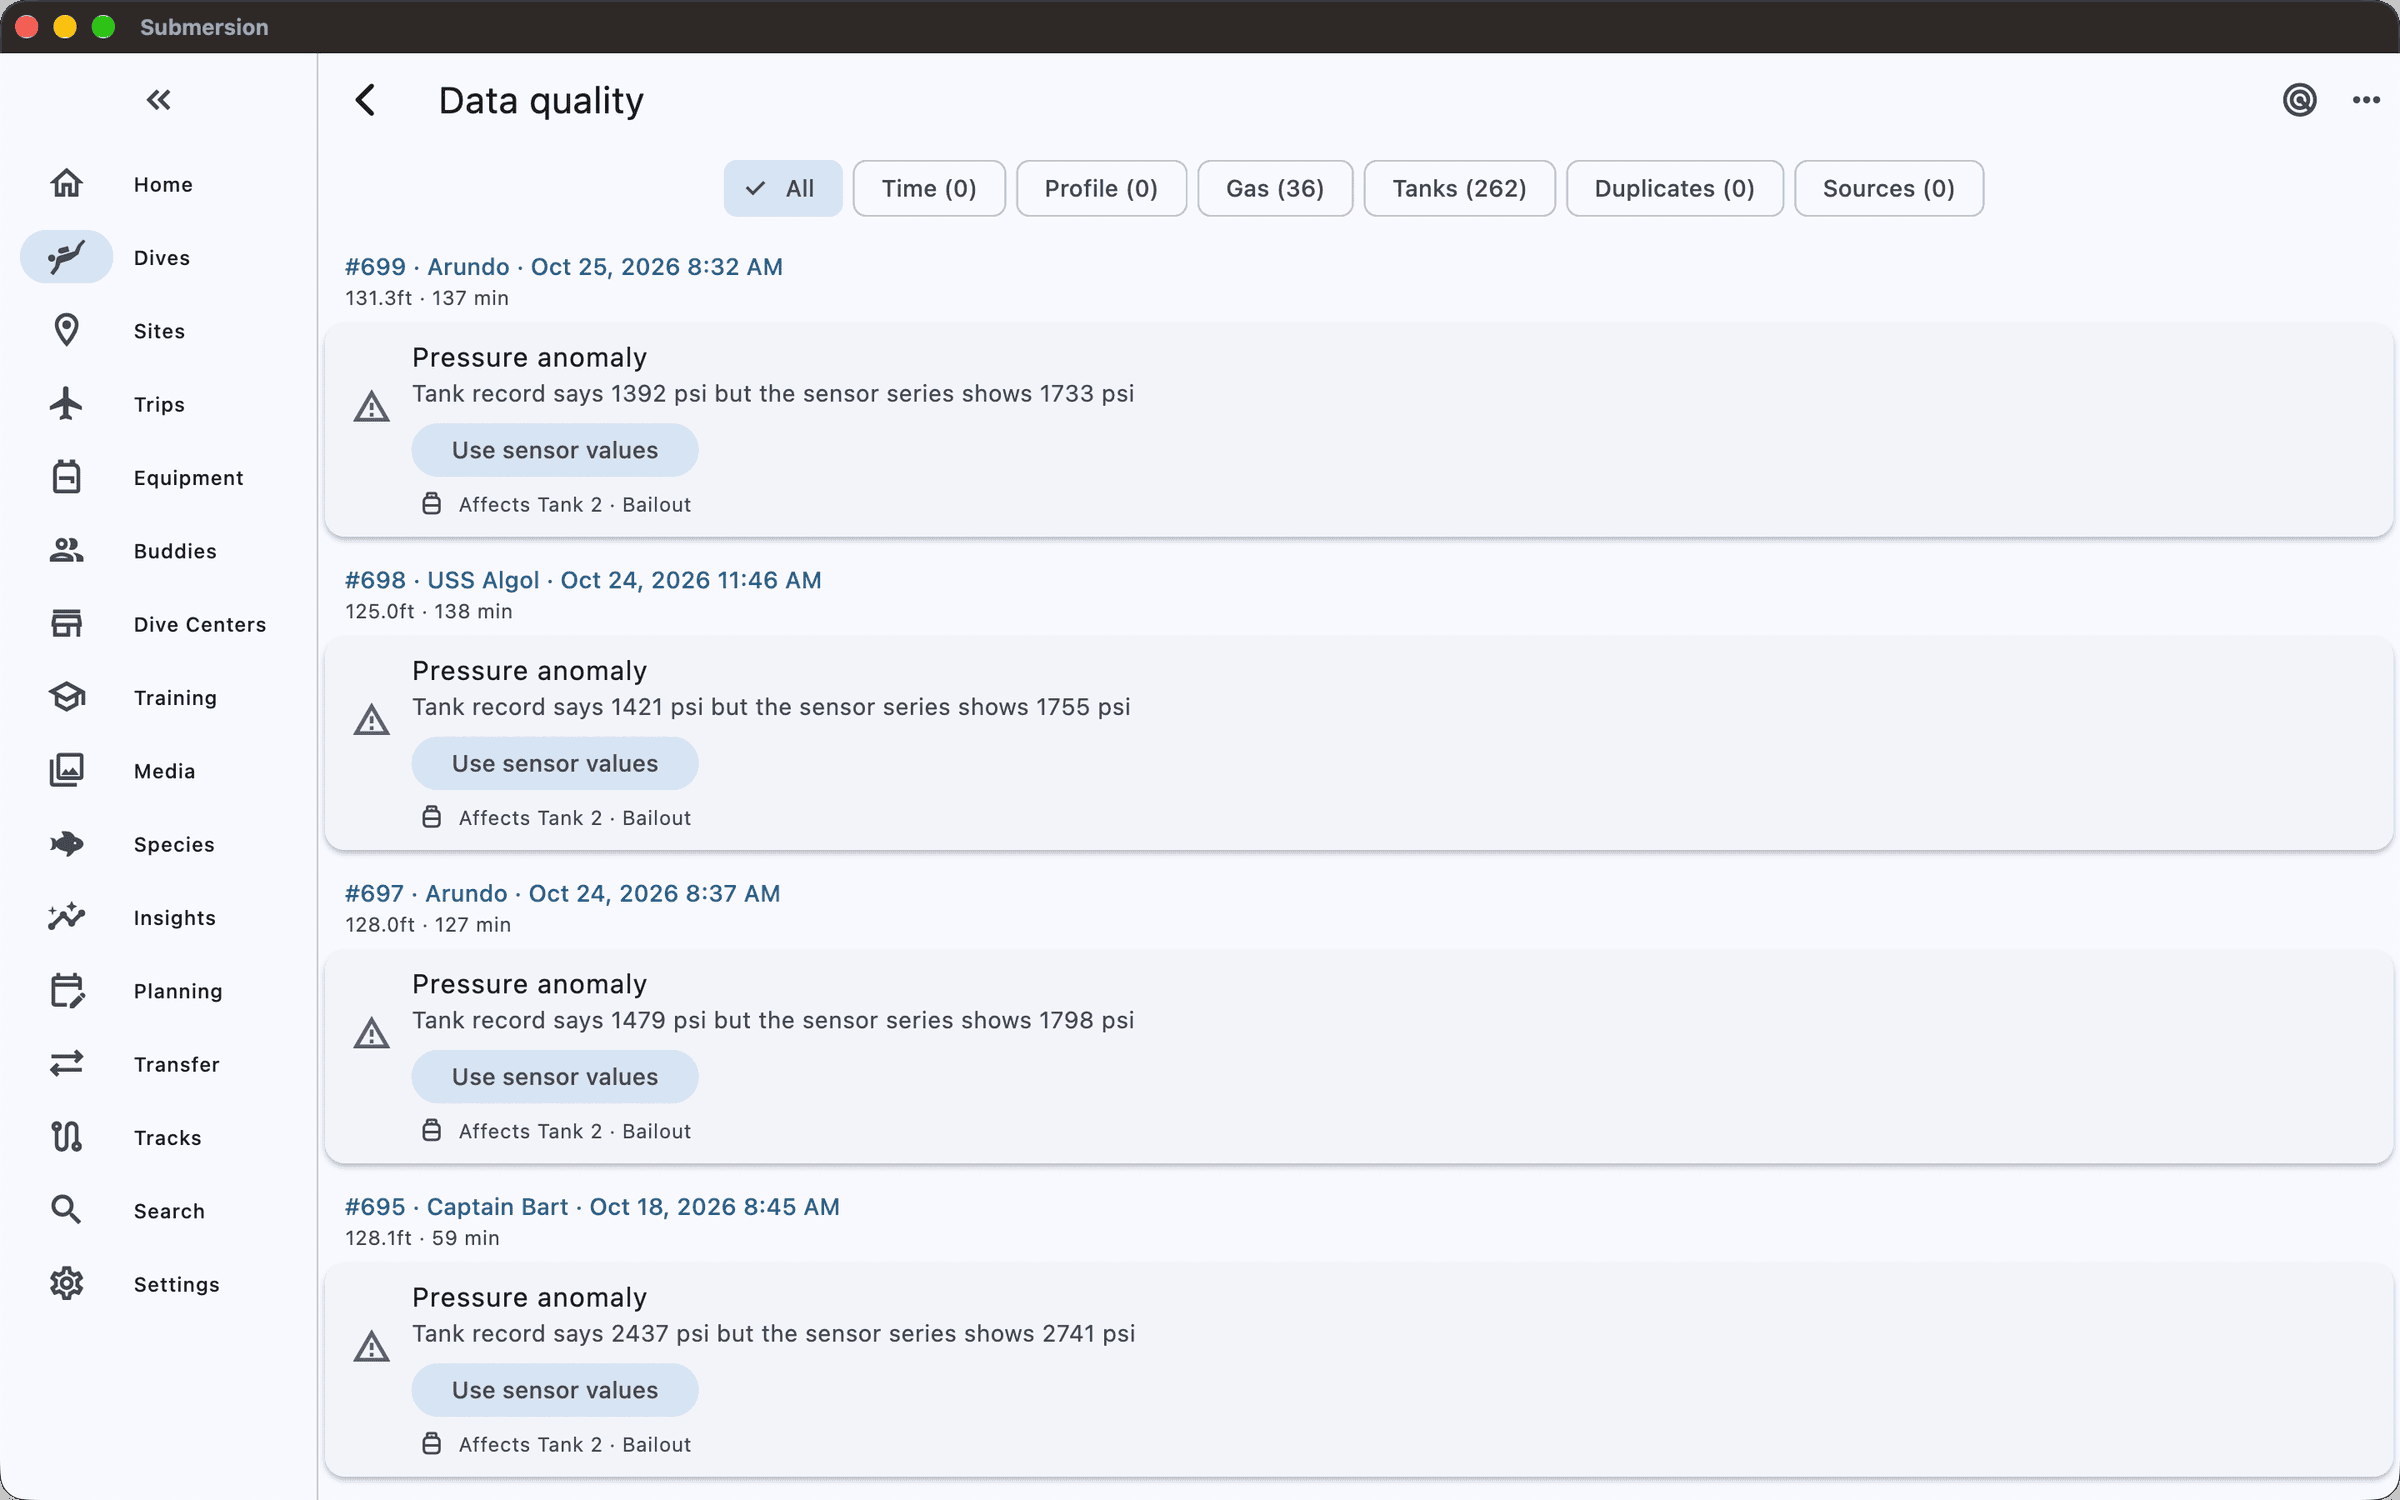 Submersion
Data quality
Home
Dives
Sites
Trips
Equipment
Buddies
Dive Centers
Training
Media
Species
Insights
Planning
Transfer
Tracks
Search
Settings
All
Time (0)
Profile (0)
Gas (36)
Tanks (262)
Duplicates (0)
Sources (0)
#699 · Arundo · Oct 25, 2026 8:32 AM
131.3ft · 137 min
Pressure anomaly
Tank record says 1392 psi but the sensor series shows 1733 psi
Use sensor values
Affects Tank 2 · Bailout
#698 · USS Algol · Oct 24, 2026 11:46 AM
125.0ft · 138 min
Pressure anomaly
Tank record says 1421 psi but the sensor series shows 1755 psi
Use sensor values
Affects Tank 2 · Bailout
#697 · Arundo · Oct 24, 2026 8:37 AM
128.0ft · 127 min
Pressure anomaly
Tank record says 1479 psi but the sensor series shows 1798 psi
Use sensor values
Affects Tank 2 · Bailout
#695 · Captain Bart · Oct 18, 2026 8:45 AM
128.1ft · 59 min
Pressure anomaly
Tank record says 2437 psi but the sensor series shows 2741 psi
Use sensor values
Affects Tank 2 · Bailout